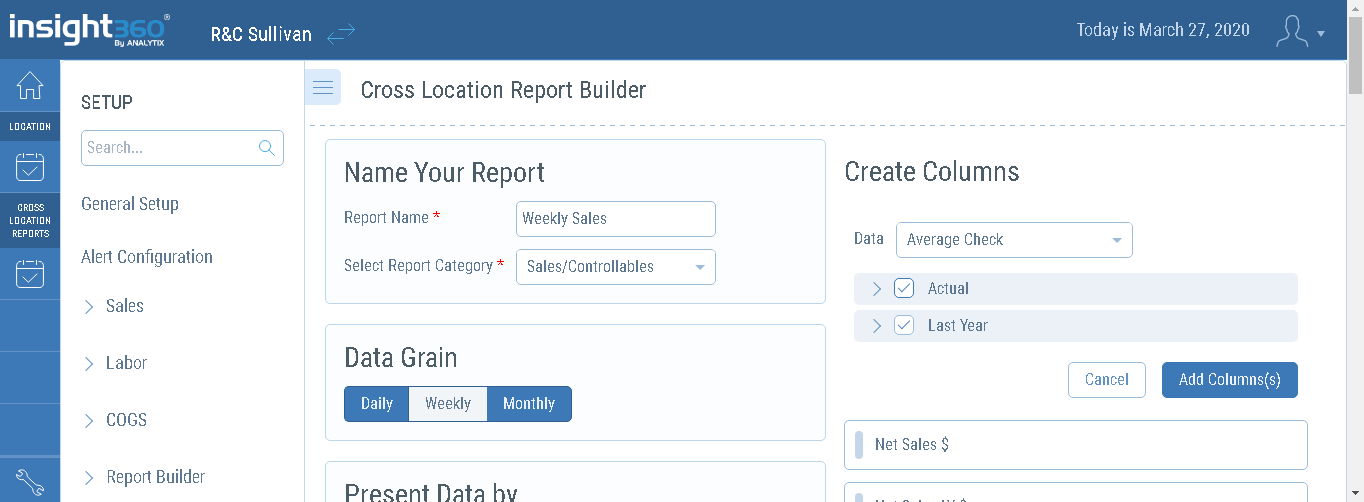 insight360®
By ANALYTIX
R&C Sullivan
Today is March 27, 2020
LOCATION
CROSS
LOCATION
REPORTS
SETUP
Search...
General Setup
Alert Configuration
Sales
Labor
COGS
Report Builder
Cross Location Report Builder
Name Your Report
Report Name * Weekly Sales
Select Report Category * Sales/Controllables
Data Grain
Daily Weekly Monthly
Present Data by
Create Columns
Data Average Check
Actual
Last Year
Cancel Add Columns(s)
Net Sales $